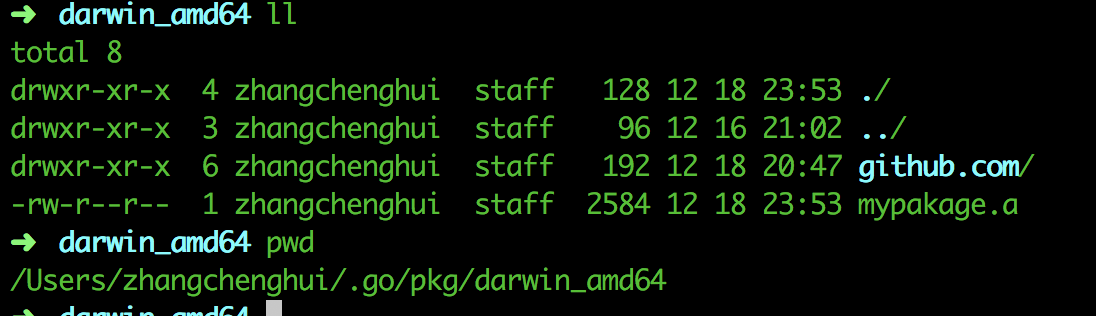 ➜  darwin_amd64 ll
total 8
drwxr-xr-x  4 zhangchenghui  staff   128 12 18 23:53 ./
drwxr-xr-x  3 zhangchenghui  staff    96 12 16 21:02 ../
drwxr-xr-x  6 zhangchenghui  staff   192 12 18 20:47 github.com/
-rw-r--r--  1 zhangchenghui  staff  2584 12 18 23:53 mypakage.a
➜  darwin_amd64 pwd
/Users/zhangchenghui/.go/pkg/darwin_amd64
➜  darwin_amd64